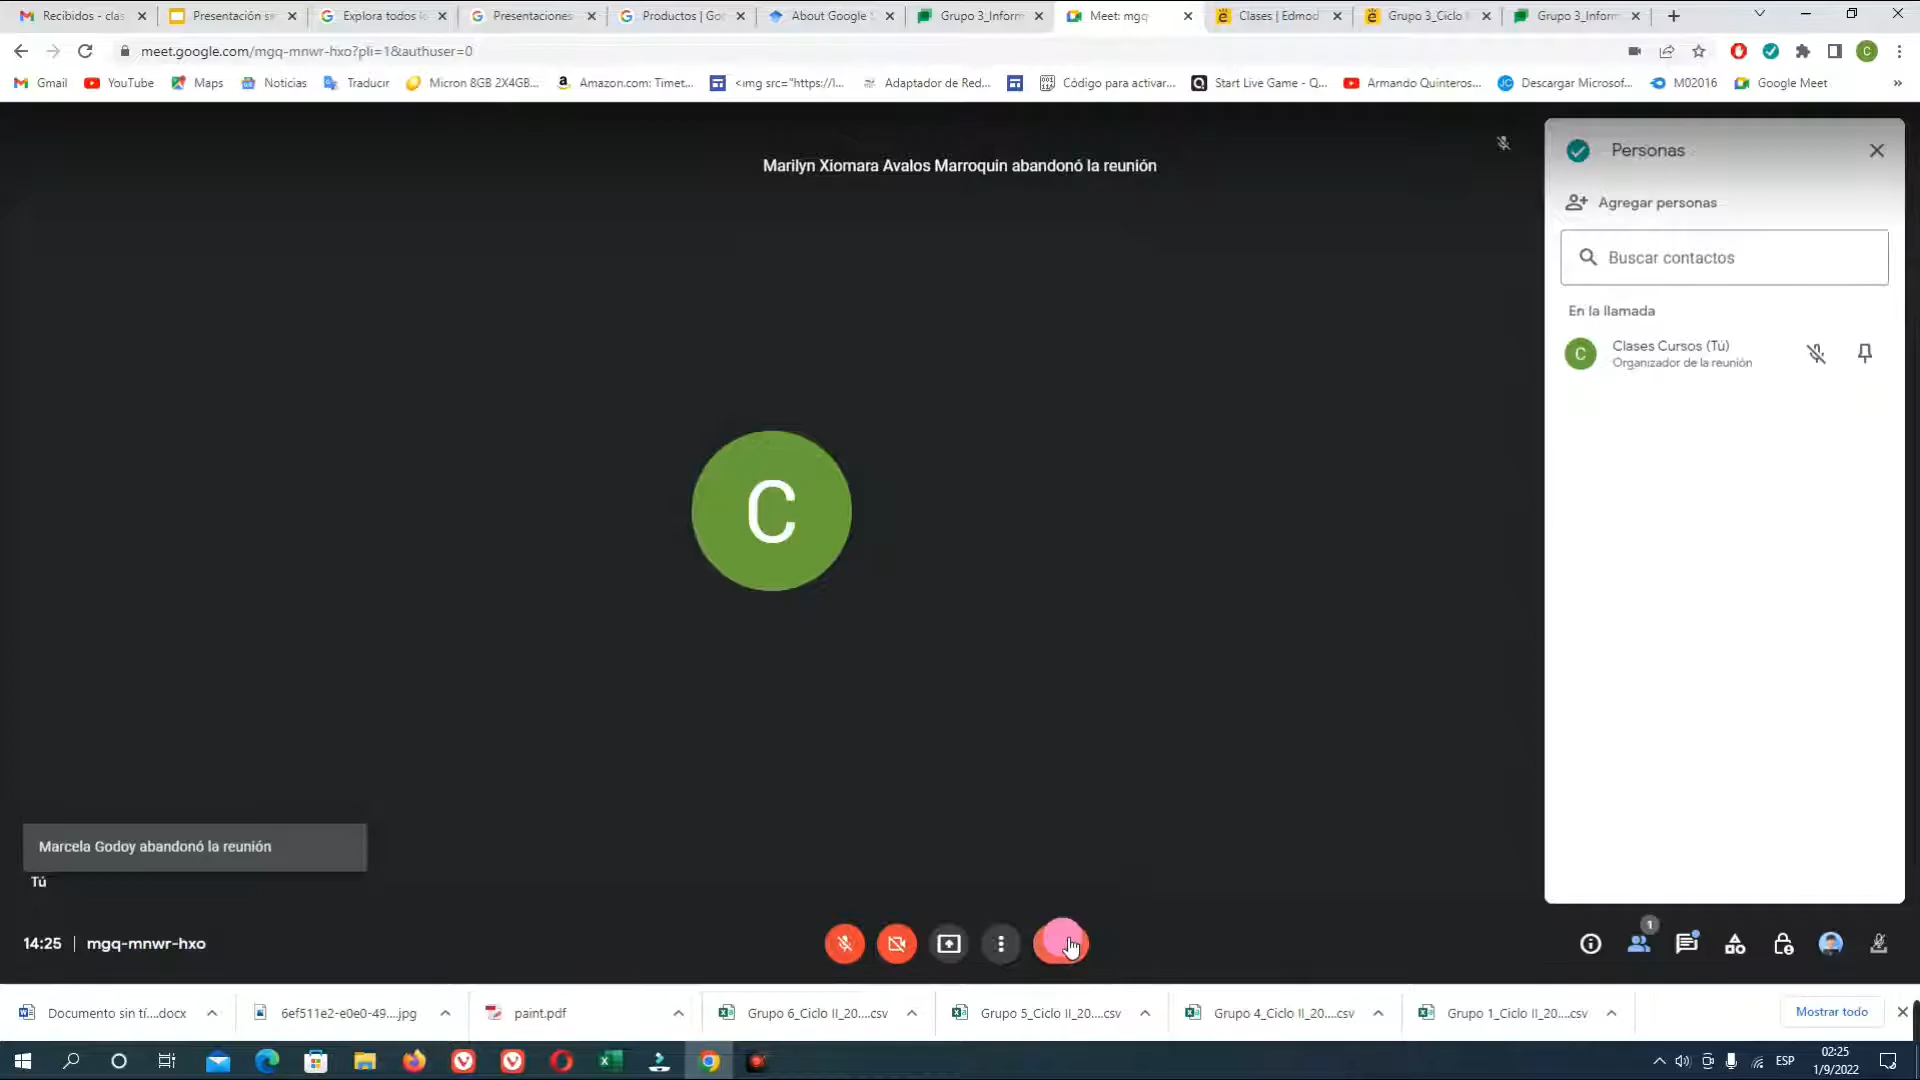 Recibidos - clas
Presentación si
Explora todos lo
Presentaciones
Productos | Go
About Google S
Grupo 3_Inform
Meet: mgq
Clases | Edmod
Grupo 3_Ciclo I
Grupo 3_Inform
meet.google.com/mgq-mnwr-hxo?pli=1&authuser=0
C
Gmail
YouTube
Maps
Noticias
Traducir
Micron 8GB 2X4GB...
Amazon.com: Timet...
<img src="https://l...
Adaptador de Red...
Código para activar...
Start Live Game - Q...
Armando Quinteros...
Descargar Microsof...
M02016
Google Meet
»
Marilyn Xiomara Avalos Marroquin abandonó la reunión
Personas
Agregar personas
Buscar contactos
En la llamada
C
Clases Cursos (Tú)
Organizador de la reunión
C
Marcela Godoy abandonó la reunión
Tú
14:25 | mgq-mnwr-hxo
1
Documento sin tí....docx
6ef511e2-e0e0-49....jpg
paint.pdf
Grupo 6_Ciclo II_20....csv
Grupo 5_Ciclo II_20....csv
Grupo 4_Ciclo II_20....csv
Grupo 1_Ciclo II_20....csv
Mostrar todo
ESP
02:25
1/9/2022